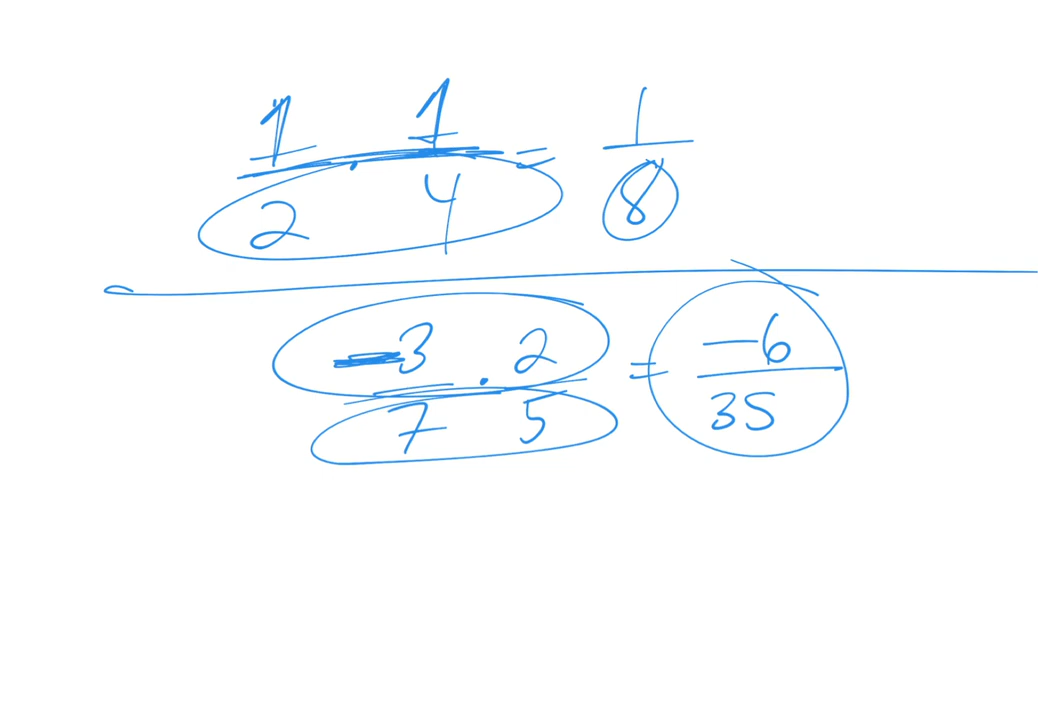 1/2 · 1/4 = 1/8
-3/7 · 2/5 = -6/35